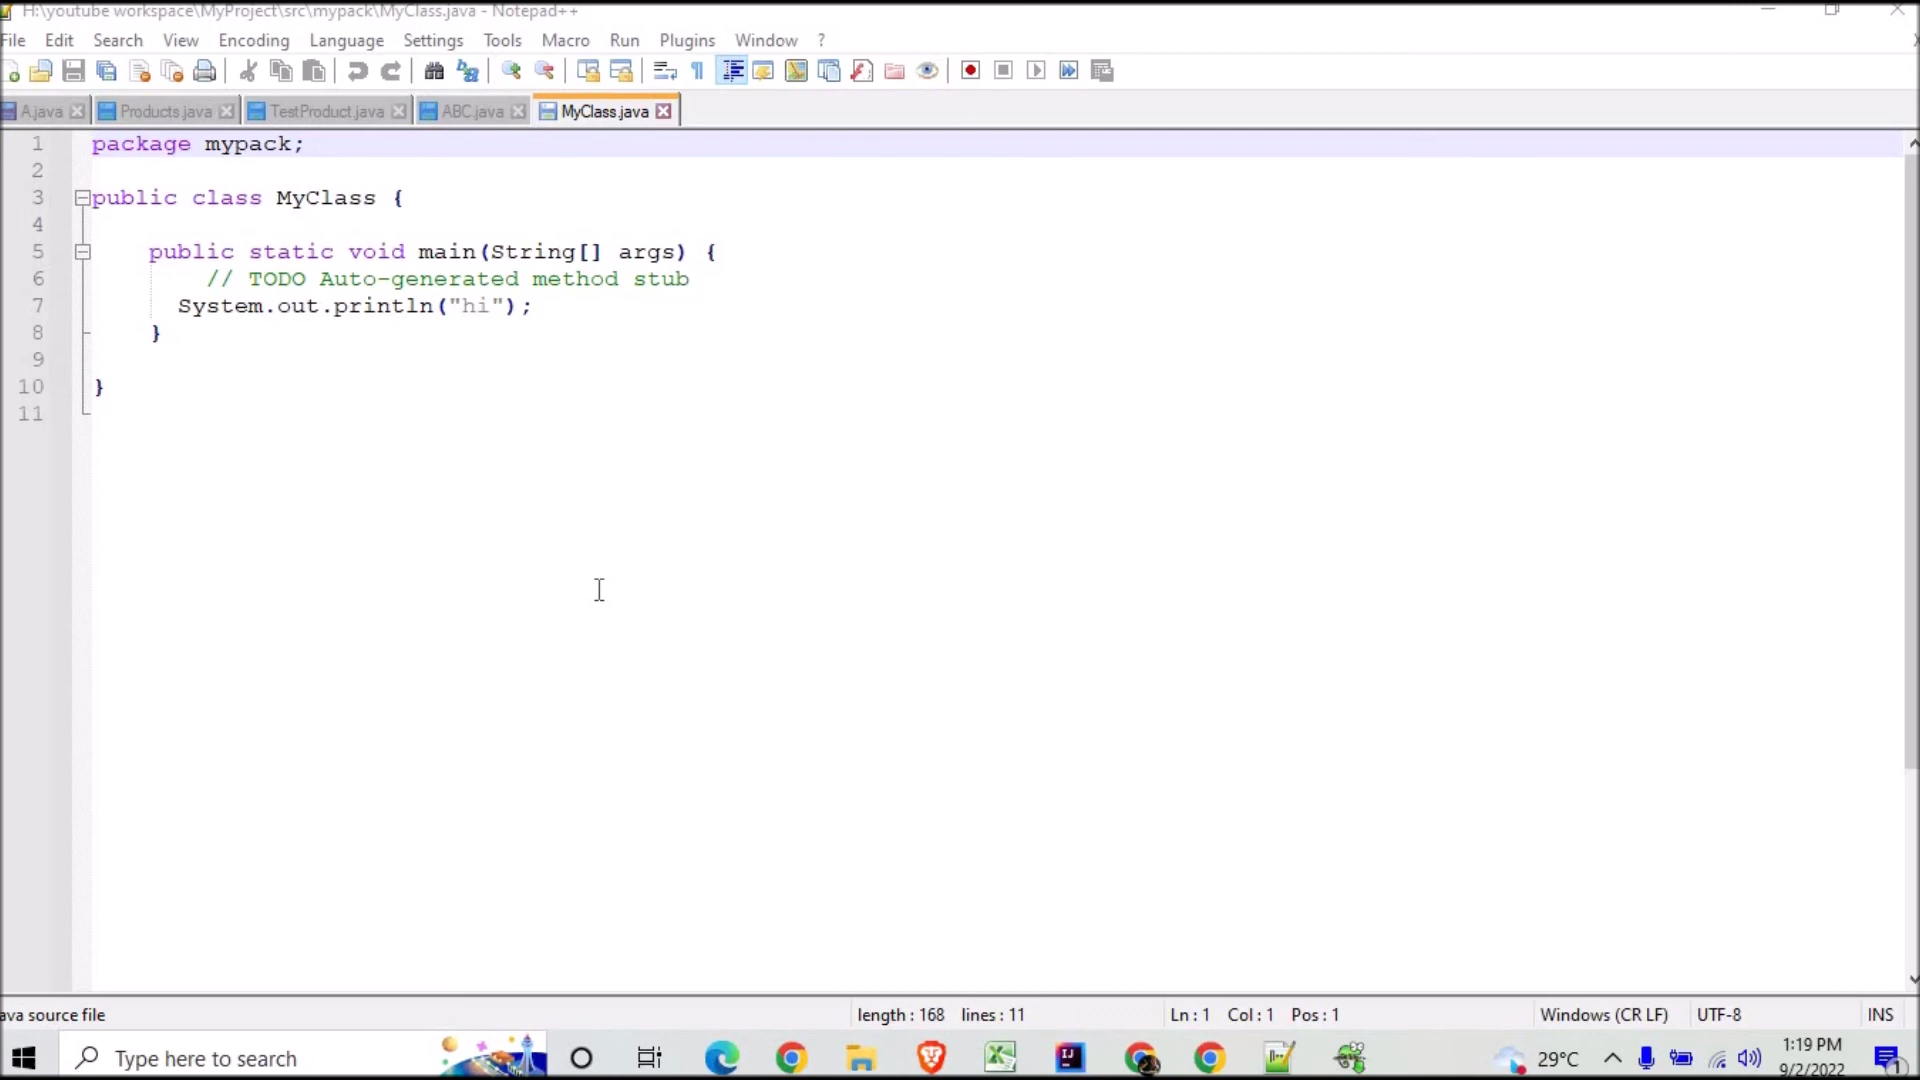 H:\youtube workspace\MyProject\src\mypack\MyClass.java - Notepad++
File Edit Search View Encoding Language Settings Tools Macro Run Plugins Window ?
A.java Products.java TestProduct.java ABC.java MyClass.java
1 package mypack;
2
3 public class MyClass {
4
5 public static void main(String[] args) {
6 // TODO Auto-generated method stub
7 System.out.println("hi");
8 }
9
10 }
11
ava source file length : 168 lines : 11 Ln : 1 Col : 1 Pos : 1 Windows (CR LF) UTF-8 INS
Type here to search 29°C 1:19 PM
9/2/2022 1